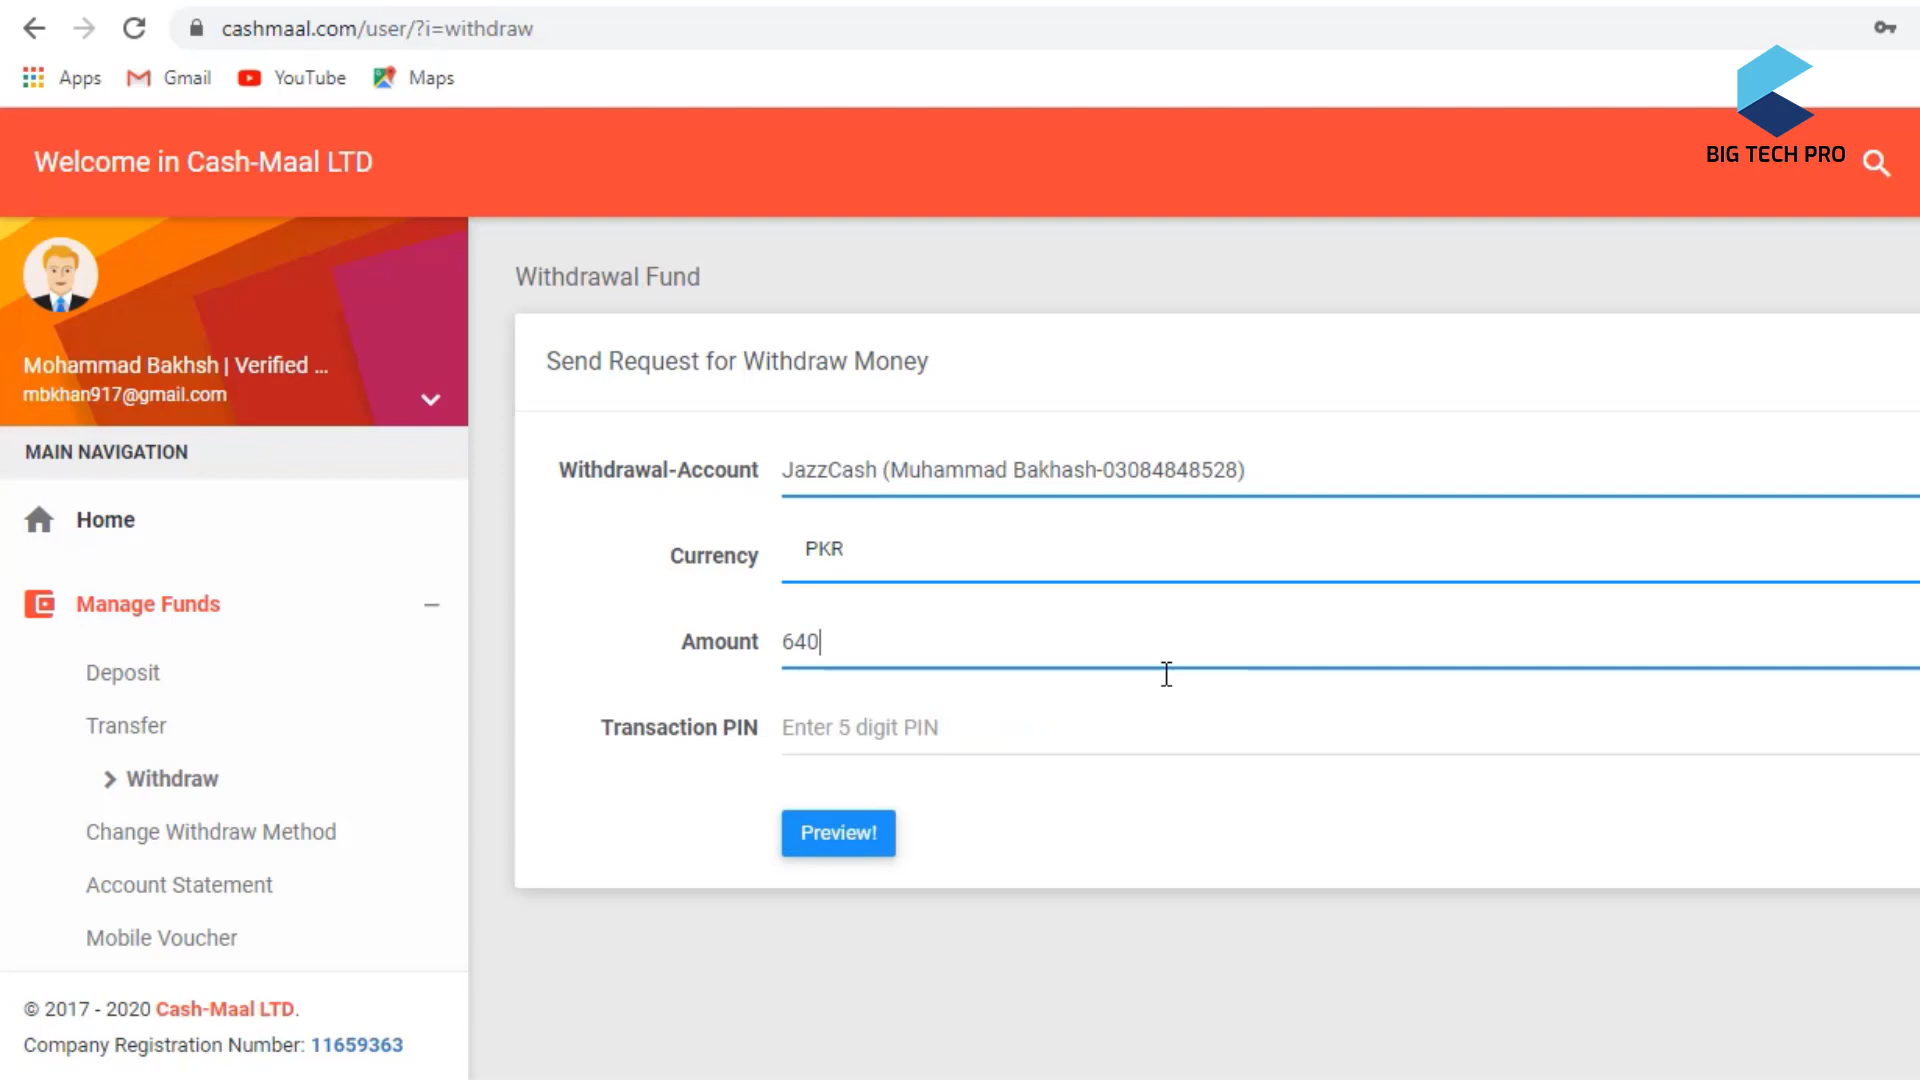 cashmaal.com/user/?i=withdraw
Apps Gmail YouTube Maps
Welcome in Cash-Maal LTD
BIG TECH PRO
Mohammad Bakhsh | Verified ...
mbkhan917@gmail.com
MAIN NAVIGATION
Home
Manage Funds
Deposit
Transfer
Withdraw
Change Withdraw Method
Account Statement
Mobile Voucher
© 2017 - 2020 Cash-Maal LTD.
Company Registration Number: 11659363
Withdrawal Fund
Send Request for Withdraw Money
Withdrawal-Account JazzCash (Muhammad Bakhash-03084848528)
Currency PKR
Amount 640
Transaction PIN Enter 5 digit PIN
Preview!